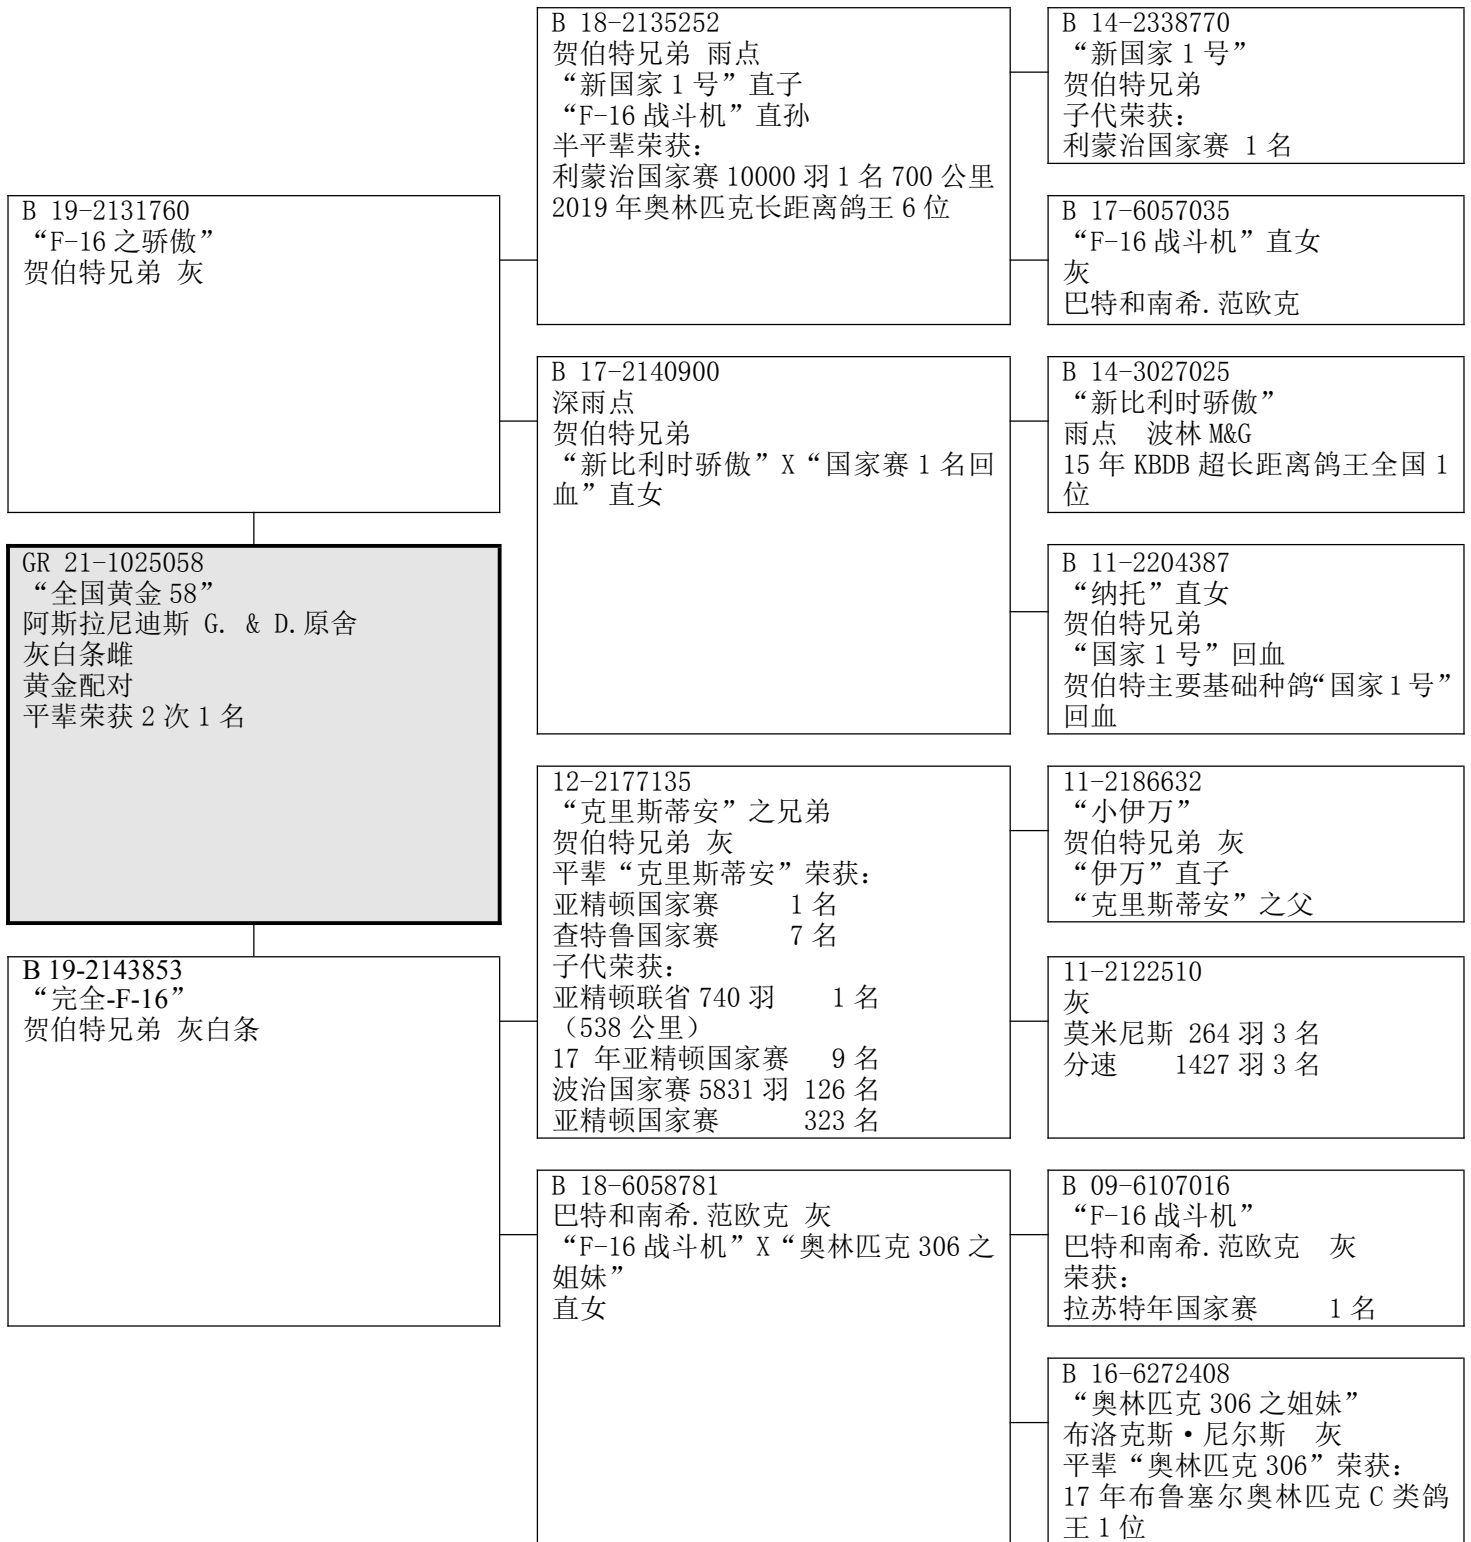 B 19-2131760
“F-16 之骄傲”
贺伯特兄弟 灰
GR 21-1025058
“全国黄金 58”
阿斯拉尼迪斯 G. & D.原舍
灰白条雌
黄金配对
平辈荣获 2 次 1 名
B 19-2143853
“完全-F-16”
贺伯特兄弟 灰白条
B 18-2135252
贺伯特兄弟 雨点
“新国家 1 号”直子
“F-16 战斗机”直孙
半平辈荣获：
利蒙治国家赛 10000 羽 1 名 700 公里
2019 年奥林匹克长距离鸽王 6 位
B 17-2140900
深雨点
贺伯特兄弟
“新比利时骄傲”X“国家赛 1 名回
血”直女
12-2177135
“克里斯蒂安”之兄弟
贺伯特兄弟 灰
平辈“克里斯蒂安”荣获：
亚精顿国家赛 1 名
查特鲁国家赛 7 名
子代荣获：
亚精顿联省 740 羽 1 名
（538 公里）
17 年亚精顿国家赛 9 名
波治国家赛 5831 羽 126 名
亚精顿国家赛 323 名
B 18-6058781
巴特和南希.范欧克 灰
“F-16 战斗机”X“奥林匹克 306 之
姐妹”
直女
B 14-2338770
“新国家 1 号”
贺伯特兄弟
子代荣获：
利蒙治国家赛 1 名
B 17-6057035
“F-16 战斗机”直女
灰
巴特和南希.范欧克
B 14-3027025
“新比利时骄傲”
雨点 波林 M&G
15 年 KBDB 超长距离鸽王全国 1
位
B 11-2204387
“纳托”直女
贺伯特兄弟
“国家 1 号”回血
贺伯特主要基础种鸽“国家 1 号”
回血
11-2186632
“小伊万”
贺伯特兄弟 灰
“伊万”直子
“克里斯蒂安”之父
11-2122510
灰
莫米尼斯 264 羽 3 名
分速 1427 羽 3 名
B 09-6107016
“F-16 战斗机”
巴特和南希.范欧克 灰
荣获：
拉苏特年国家赛 1 名
B 16-6272408
“奥林匹克 306 之姐妹”
布洛克斯·尼尔斯 灰
平辈“奥林匹克 306”荣获：
17 年布鲁塞尔奥林匹克 C 类鸽
王 1 位